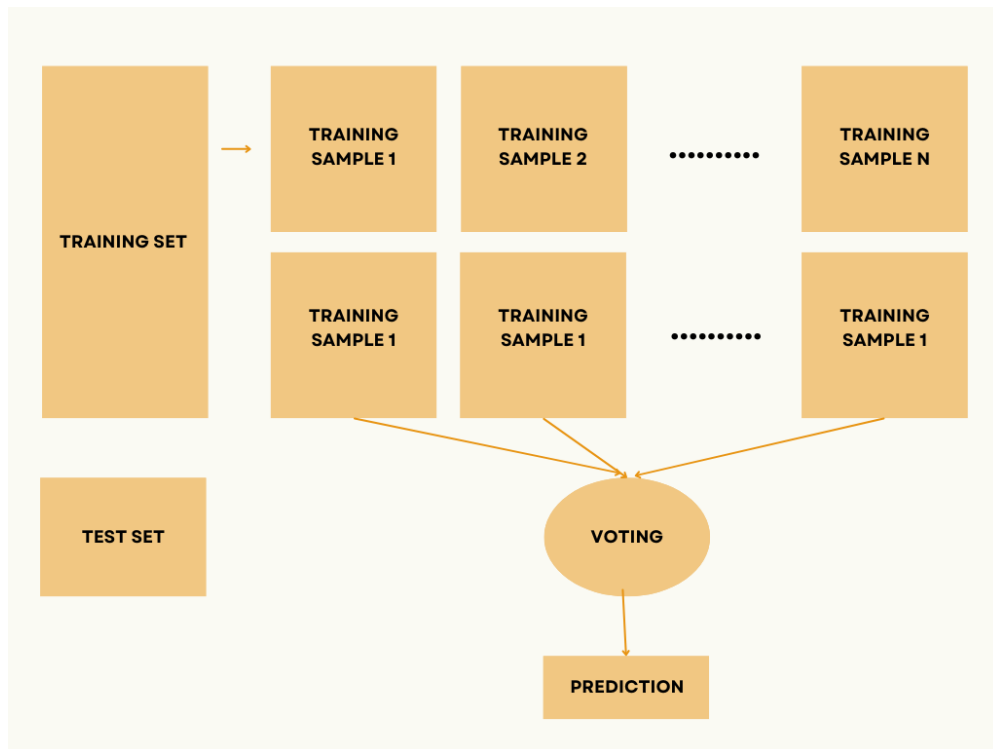 TRAINING SET
TRAINING
SAMPLE 1
TRAINING
SAMPLE 2
TRAINING
SAMPLE N
TRAINING
SAMPLE 1
TRAINING
SAMPLE 1
TRAINING
SAMPLE 1
TEST SET
VOTING
PREDICTION